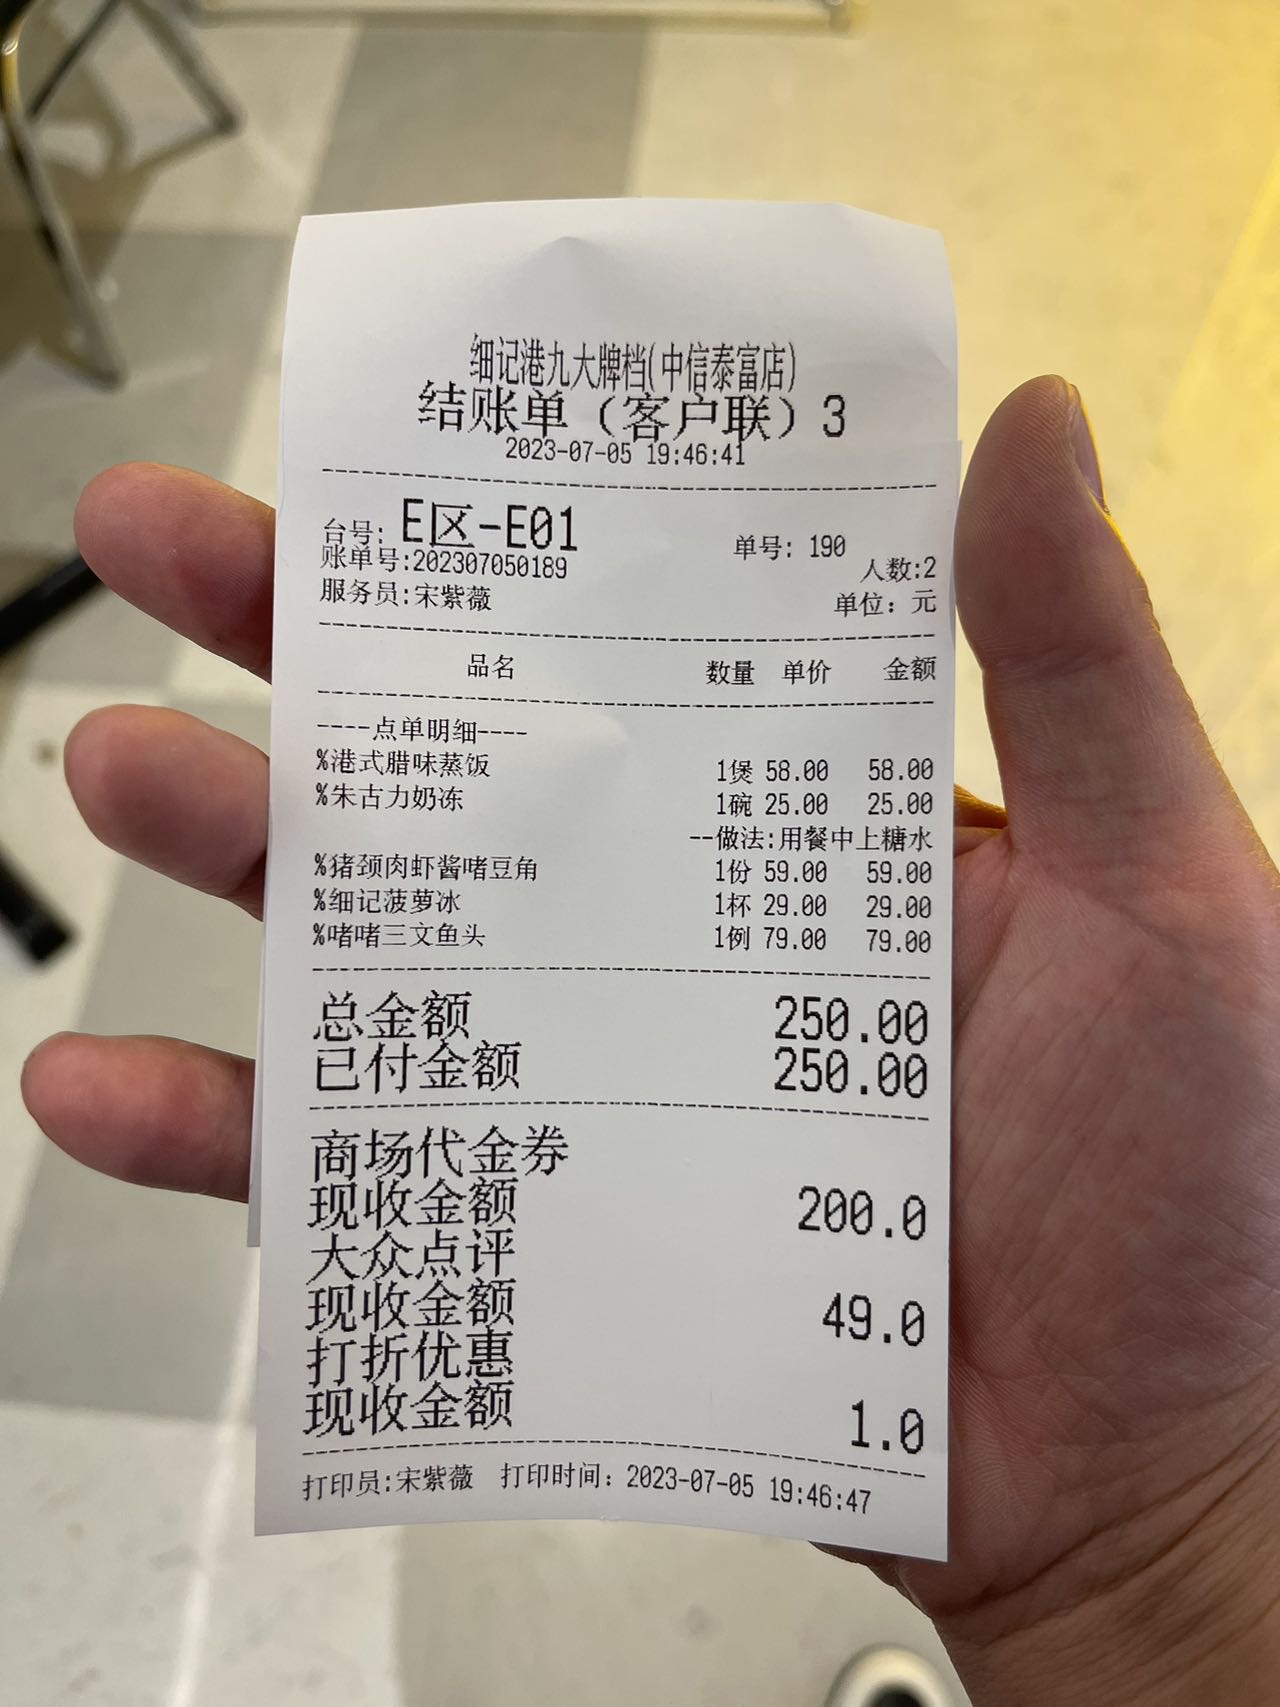 细记港九大牌档(中信泰富店)
结账单（客户联）3
2023-07-05 19:46:41
台号: E区-E01 单号: 190
账单号:202307050189 人数:2
服务员:宋紫薇 单位：元
品名 数量 单价 金额
----点单明细----
%港式腊味蒸饭 1煲 58.00 58.00
%朱古力奶冻 1碗 25.00 25.00
--做法:用餐中上糖水
%猪颈肉虾酱啫豆角 1份 59.00 59.00
%细记菠萝冰 1杯 29.00 29.00
%啫啫三文鱼头 1例 79.00 79.00
总金额 250.00
已付金额 250.00
商场代金券
现收金额 200.0
大众点评
现收金额 49.0
打折优惠
现收金额 1.0
打印员:宋紫薇 打印时间：2023-07-05 19:46:47